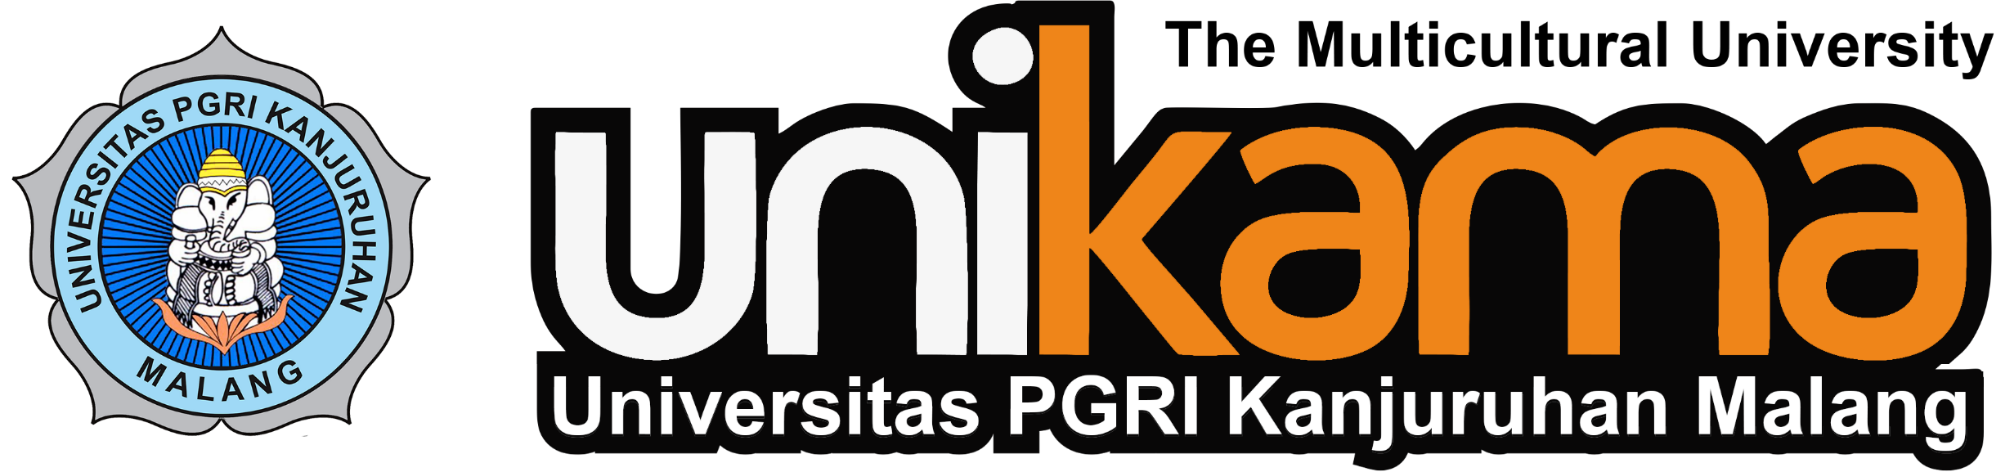 UNIVERSITAS PGRI KANJURUHAN
MALANG
The Multicultural University
unikama
Universitas PGRI Kanjuruhan Malang